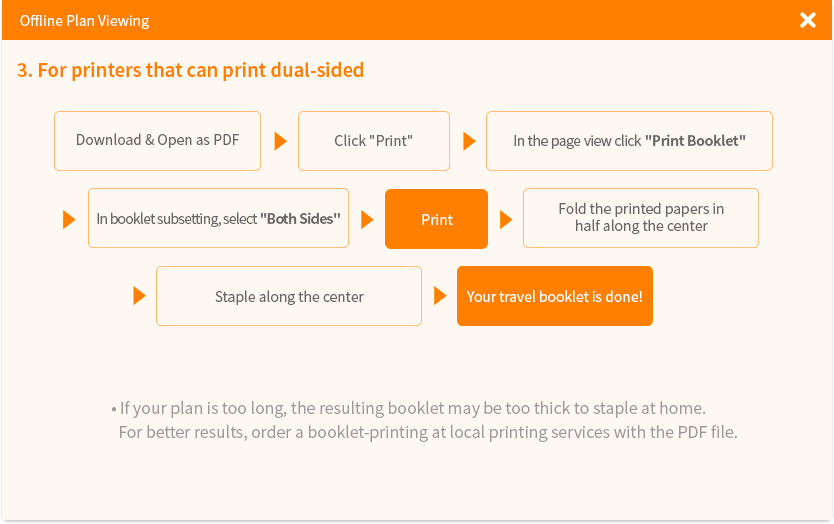 Offline Plan Viewing
3. For printers that can print dual-sided
Download & Open as PDF
Click "Print"
In the page view click "Print Booklet"
In booklet subsetting, select "Both Sides"
Print
Fold the printed papers in
half along the center
Staple along the center
Your travel booklet is done!
• If your plan is too long, the resulting booklet may be too thick to staple at home.
For better results, order a booklet-printing at local printing services with the PDF file.